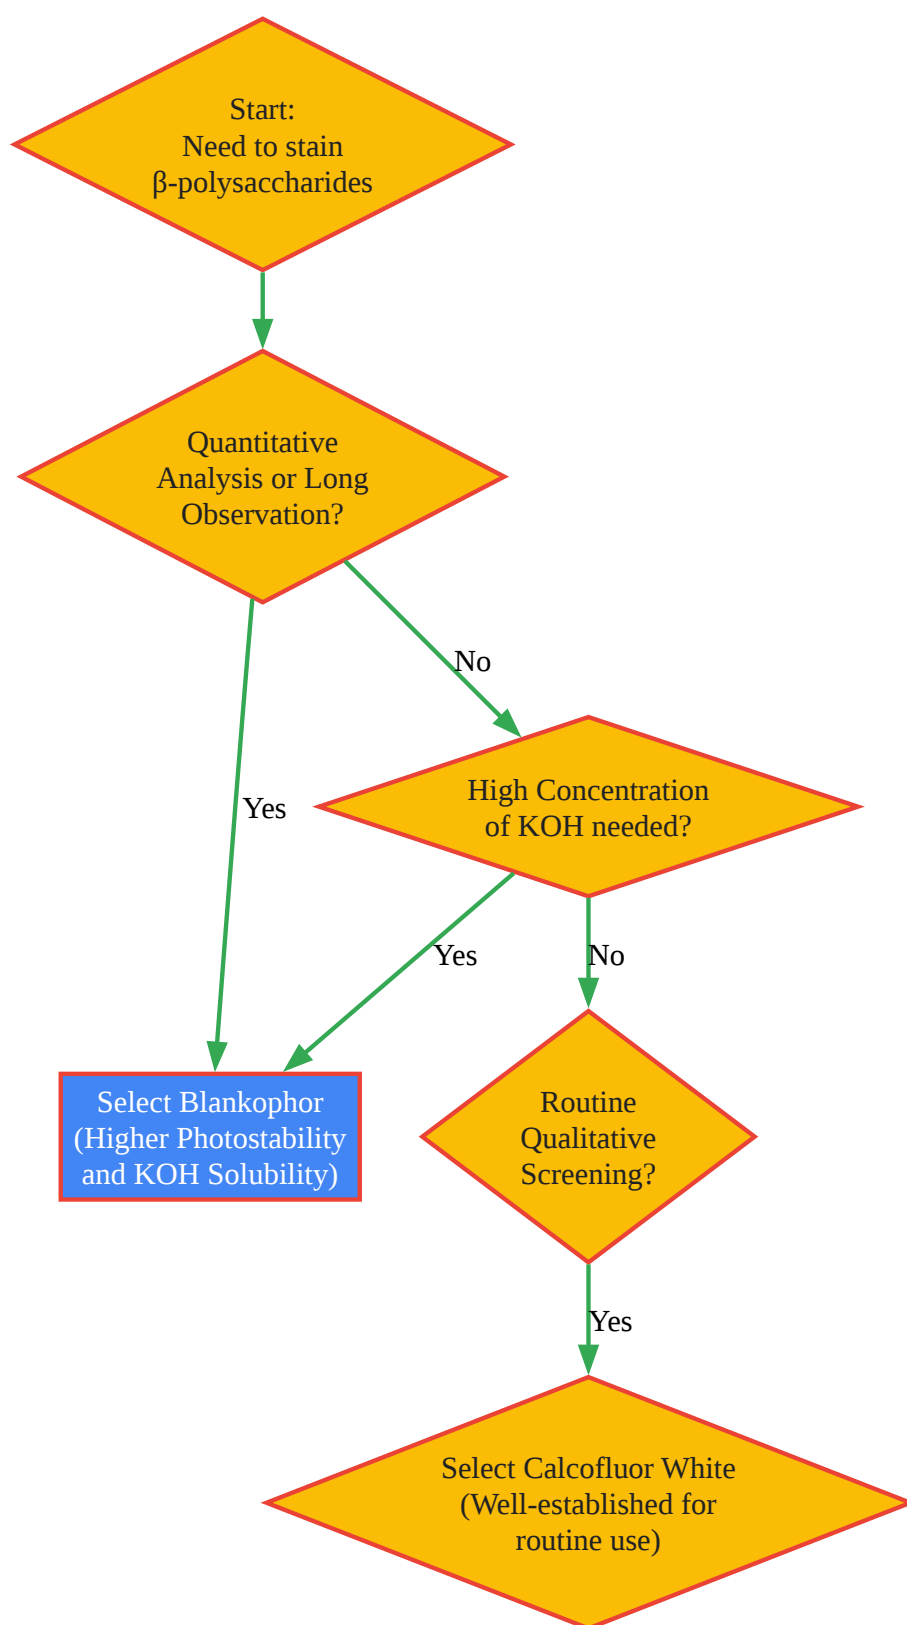 Start:
Need to stain
β-polysaccharides
Quantitative
Analysis or Long
Observation?
No
High Concentration
of KOH needed?
Yes
Yes
No
Select Blankophor
(Higher Photostability
and KOH Solubility)
Routine
Qualitative
Screening?
Yes
Select Calcofluor White
(Well-established for
routine use)